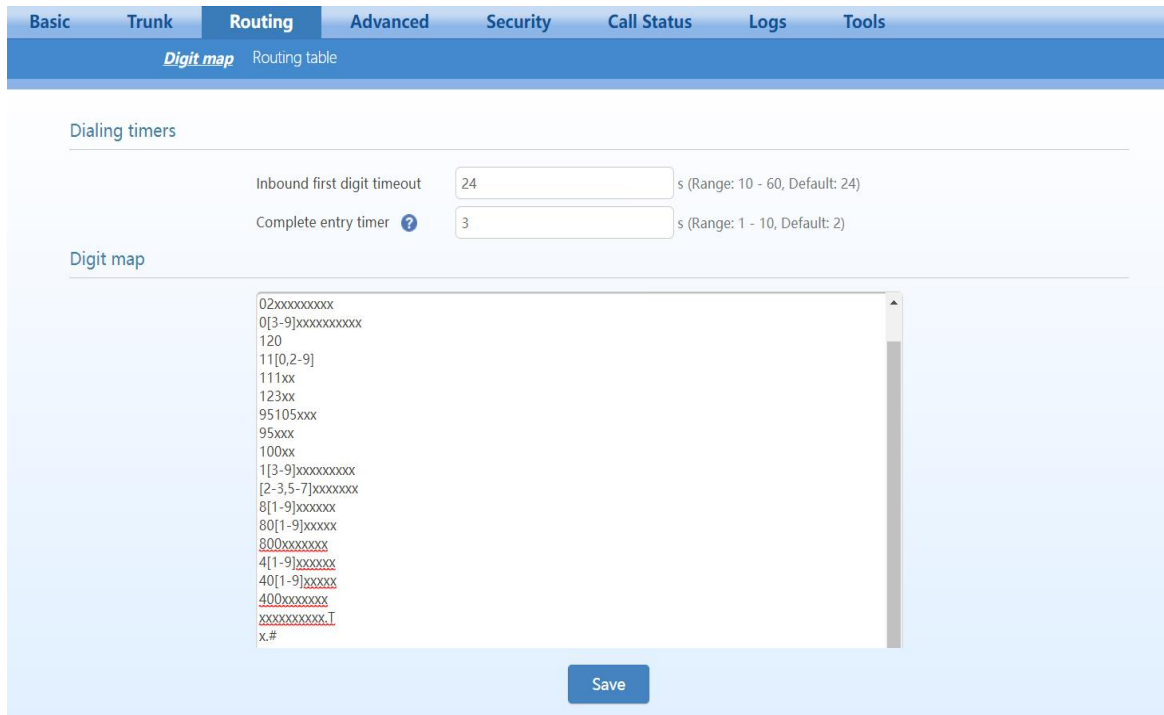 Basic Trunk Routing Advanced Security Call Status Logs Tools
Digit map Routing table
Dialing timers
Inbound first digit timeout 24 s (Range: 10 - 60, Default: 24)
Complete entry timer ? 3 s (Range: 1 - 10, Default: 2)
Digit map
02xxxxxxxxx
0[3-9]xxxxxxxxxx
120
11[0,2-9]
111xx
123xx
95105xxx
95xxx
100xx
1[3-9]xxxxxxxxx
[2-3,5-7]xxxxxxx
8[1-9]xxxxxx
80[1-9]xxxxx
800xxxxxxx
4[1-9]xxxxxx
40[1-9]xxxxx
400xxxxxxx
xxxxxxxxxx.T
x.#
Save